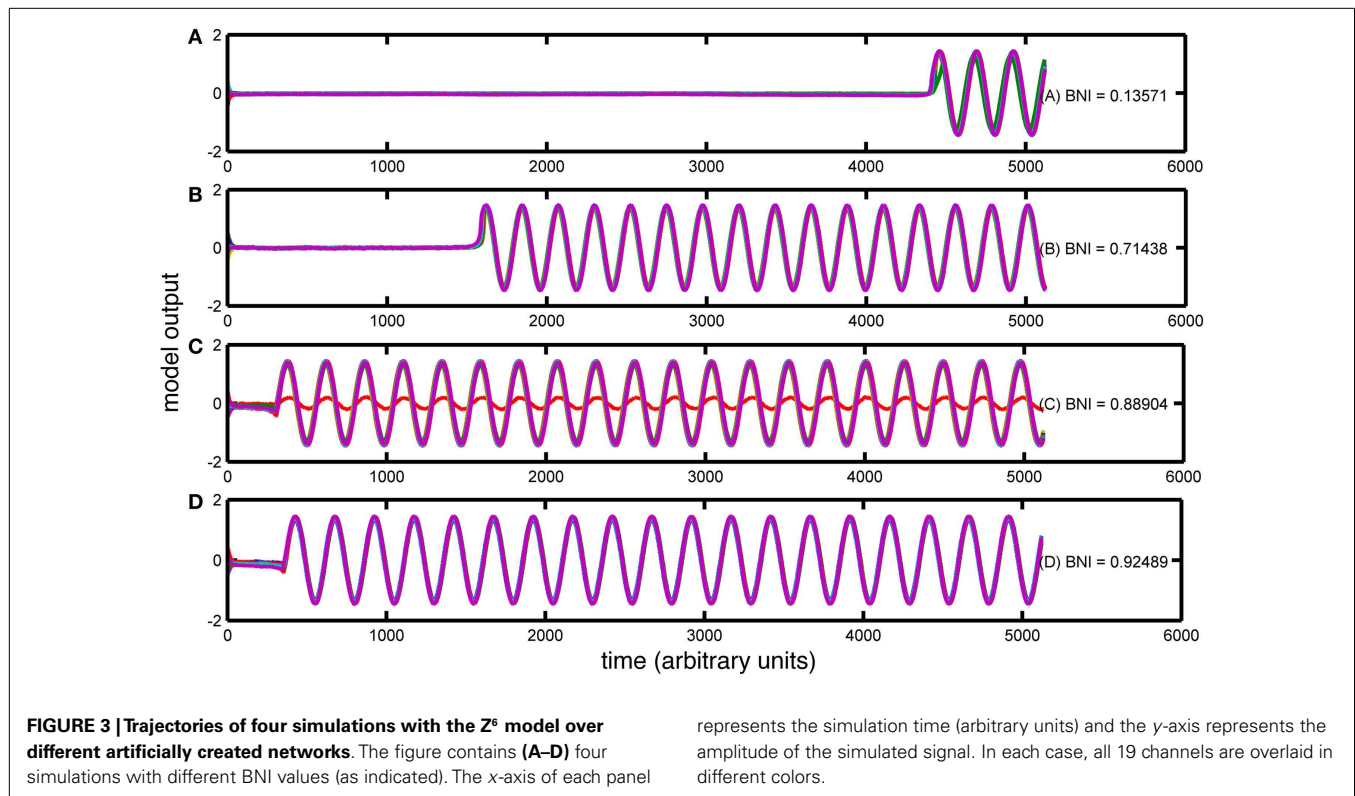 A
2
0
-2
(A) BNI = 0.13571
0 1000 2000 3000 4000 5000 6000
B
2
0
-2
(B) BNI = 0.71438
0 1000 2000 3000 4000 5000 6000
model output
C
2
0
-2
(C) BNI = 0.88904
0 1000 2000 3000 4000 5000 6000
D
2
0
-2
(D) BNI = 0.92489
0 1000 2000 3000 4000 5000 6000
time (arbitrary units)
FIGURE 3 | Trajectories of four simulations with the Z⁶ model over
different artificially created networks. The figure contains (A–D) four
simulations with different BNI values (as indicated). The x-axis of each panel
represents the simulation time (arbitrary units) and the y-axis represents the
amplitude of the simulated signal. In each case, all 19 channels are overlaid in
different colors.